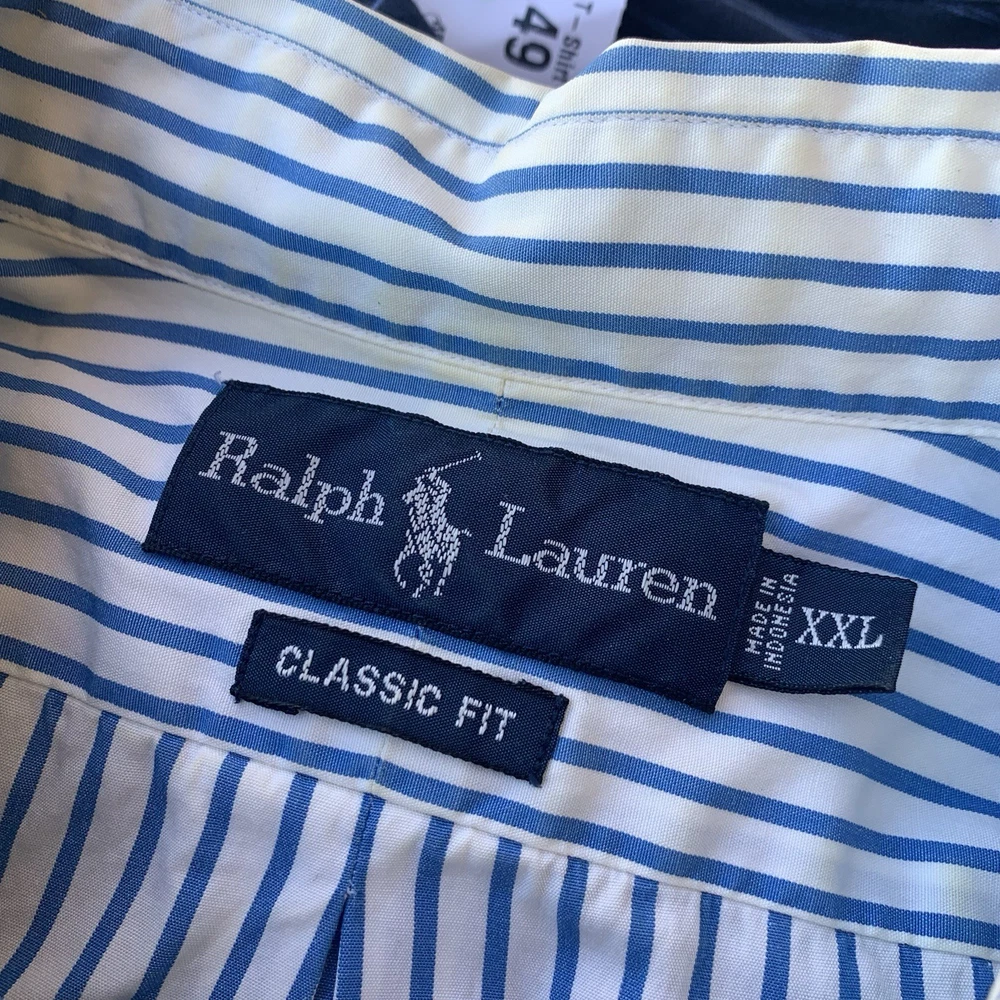 T-Shirt
49
Ralph Lauren
MADE IN
INDONESIA
XXL
CLASSIC FIT